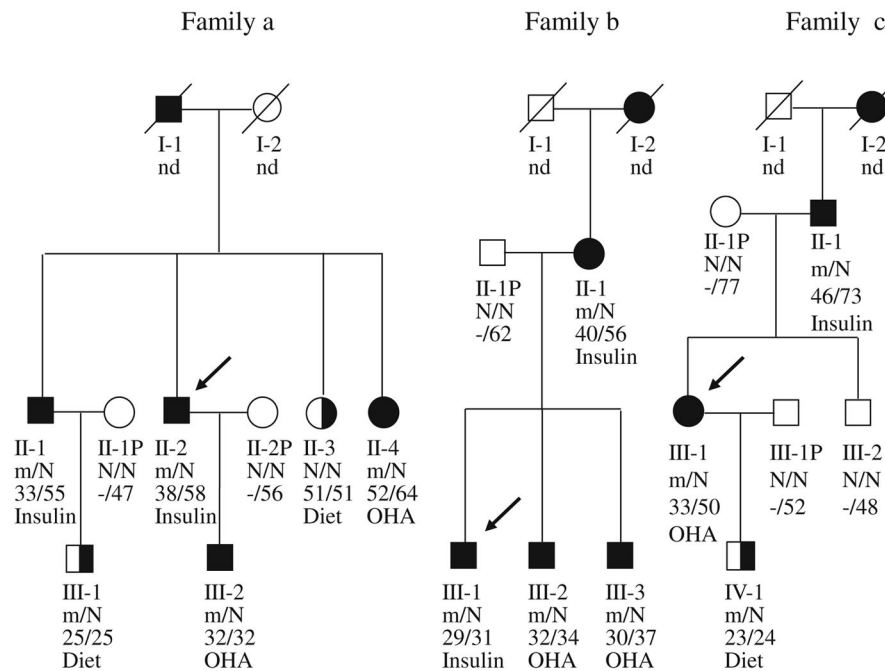 Family a
Family b
Family c
I-1
nd
I-2
nd
II-1
m/N
33/55
Insulin
II-1P
N/N
-/47
II-2
m/N
38/58
Insulin
II-2P
N/N
-/56
II-3
N/N
51/51
Diet
II-4
m/N
52/64
OHA
III-1
m/N
25/25
Diet
III-2
m/N
32/32
OHA
I-1
nd
I-2
nd
II-1P
N/N
-/62
II-1
m/N
40/56
Insulin
III-1
m/N
29/31
Insulin
III-2
m/N
32/34
OHA
III-3
m/N
30/37
OHA
I-1
nd
I-2
nd
II-1P
N/N
-/77
II-1
m/N
46/73
Insulin
III-1
m/N
33/50
OHA
III-1P
N/N
-/52
III-2
N/N
-/48
IV-1
m/N
23/24
Diet